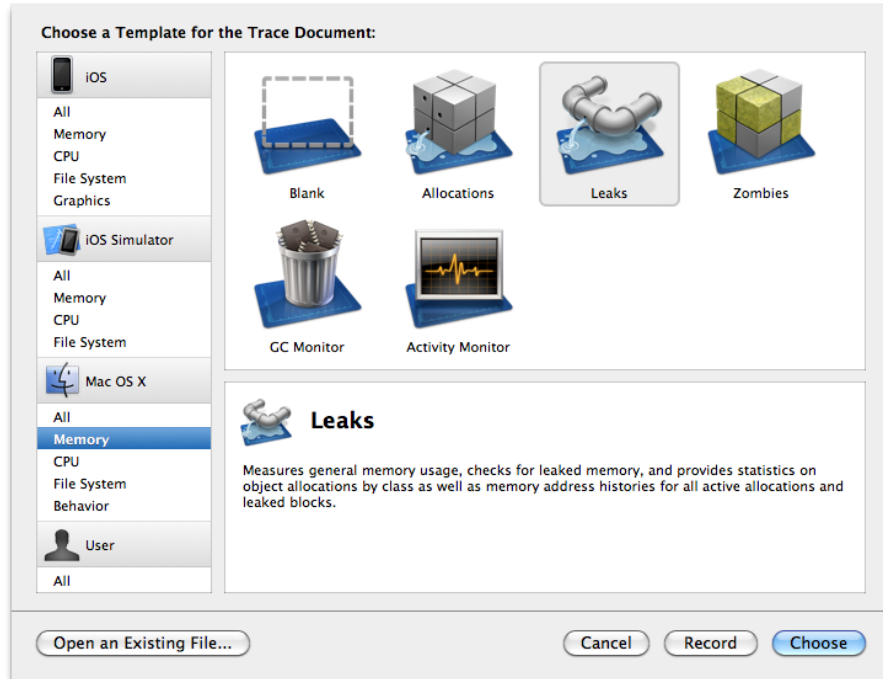 Choose a Template for the Trace Document:
iOS
All
Memory
CPU
File System
Graphics
iOS Simulator
All
Memory
CPU
File System
Mac OS X
All
Memory
CPU
File System
Behavior
User
All
Blank
Allocations
Leaks
Zombies
GC Monitor
Activity Monitor
Leaks
Measures general memory usage, checks for leaked memory, and provides statistics on
object allocations by class as well as memory address histories for all active allocations and
leaked blocks.
Open an Existing File...
Cancel
Record
Choose